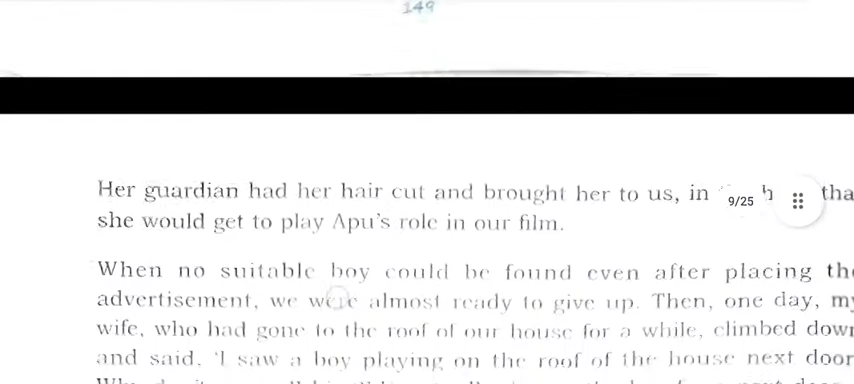 149
Her guardian had her hair cut and brought her to us, in
9/25
she would get to play Apu's role in our film.
When no suitable boy could be found even after placing
advertisement, we were almost ready to give up. Then, one day,
wife, who had gone to the roof of our house for a while, climbed
and said, 'I saw a boy playing on the roof of the house next door